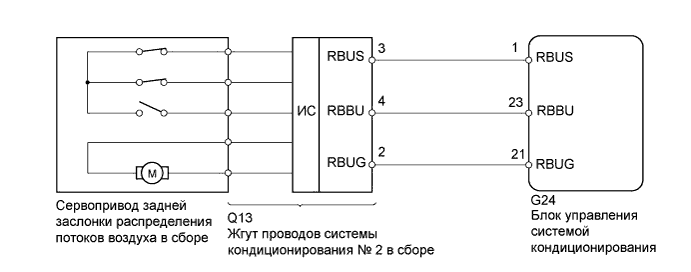 RBUS 3 1 RBUS
ИС RBBU 4 23 RBBU
M RBUG 2 21 RBUG
Сервопривод задней
заслонки распределения
потоков воздуха в сборе
Q13
Жгут проводов системы
кондиционирования № 2 в сборе
G24
Блок управления
системой
кондиционирования